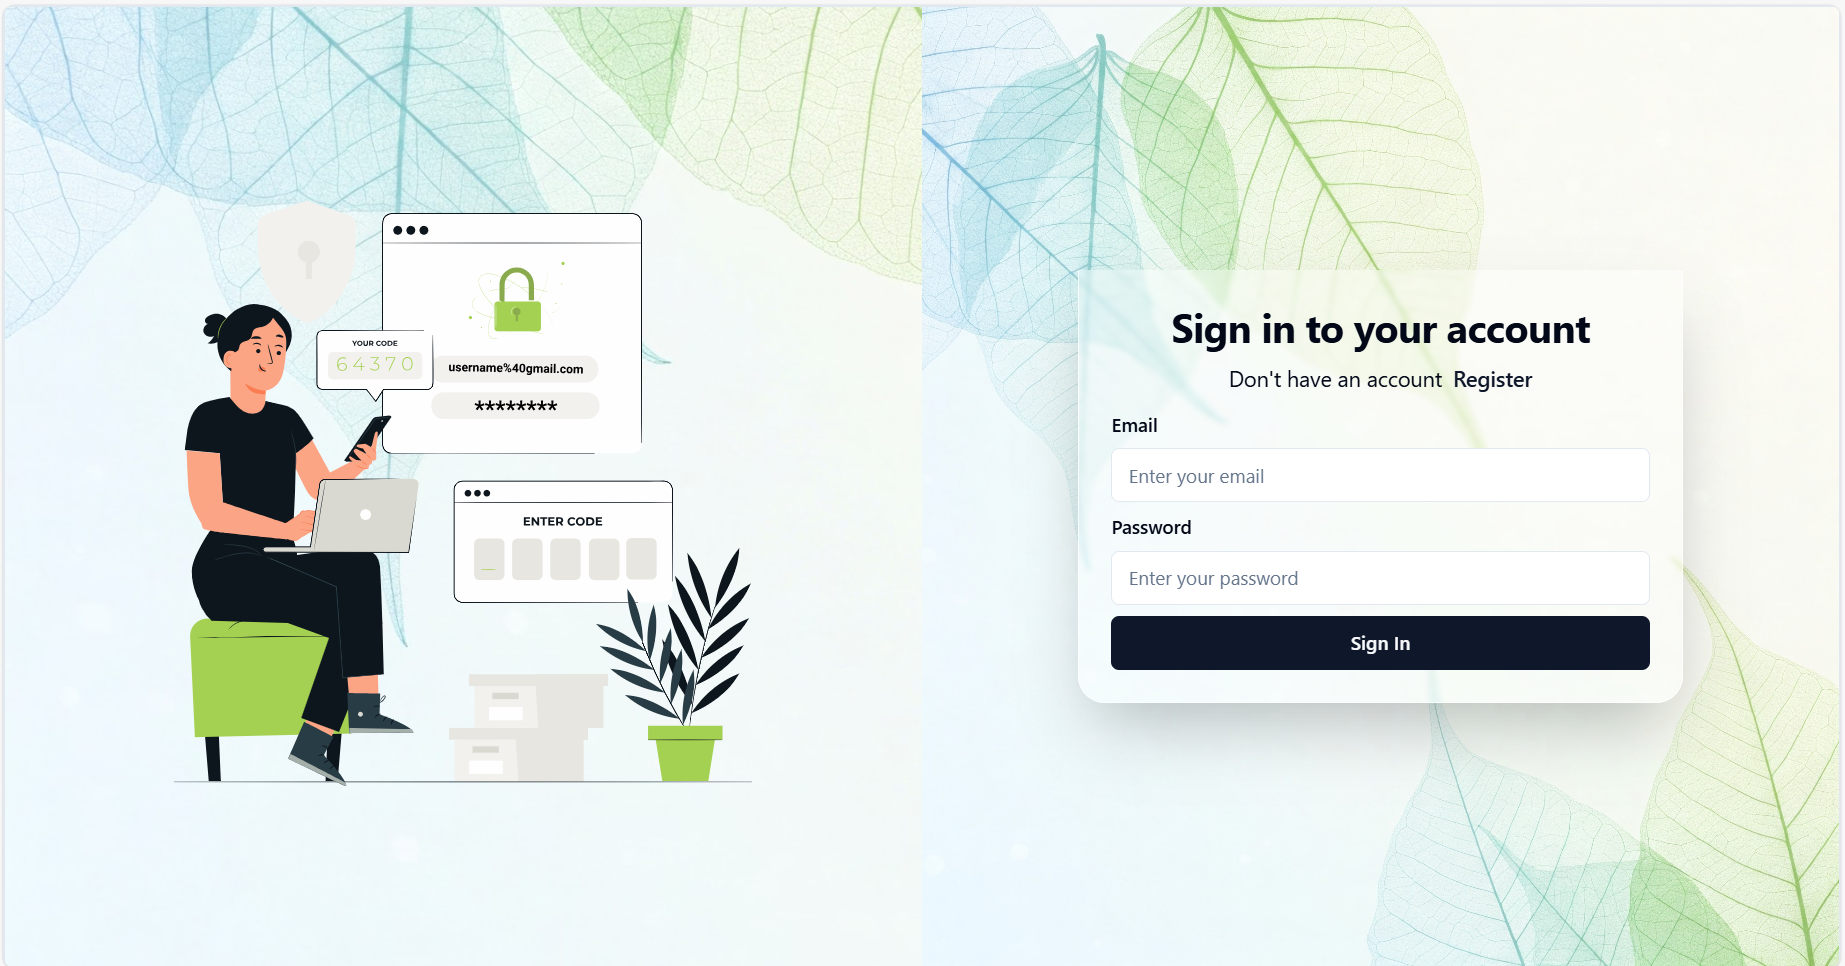 YOUR CODE
64370
username%40gmail.com
********
ENTER CODE
Sign in to your account
Don't have an account Register
Email
Enter your email
Password
Enter your password
Sign In